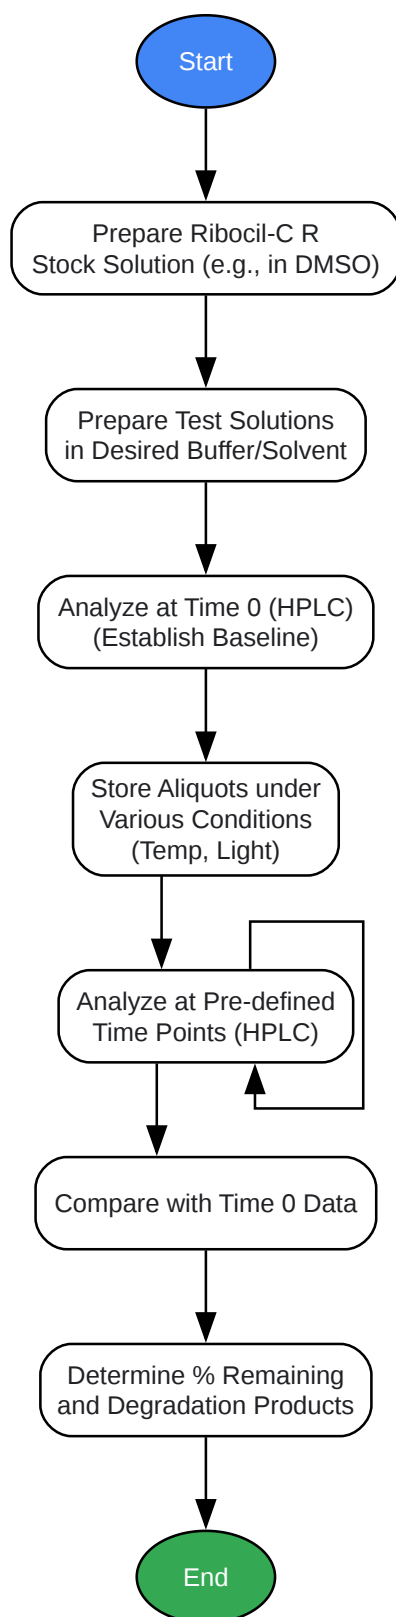 Start
Prepare Ribocil-C R
Stock Solution (e.g., in DMSO)
Prepare Test Solutions
in Desired Buffer/Solvent
Analyze at Time 0 (HPLC)
(Establish Baseline)
Store Aliquots under
Various Conditions
(Temp, Light)
Analyze at Pre-defined
Time Points (HPLC)
Compare with Time 0 Data
Determine % Remaining
and Degradation Products
End